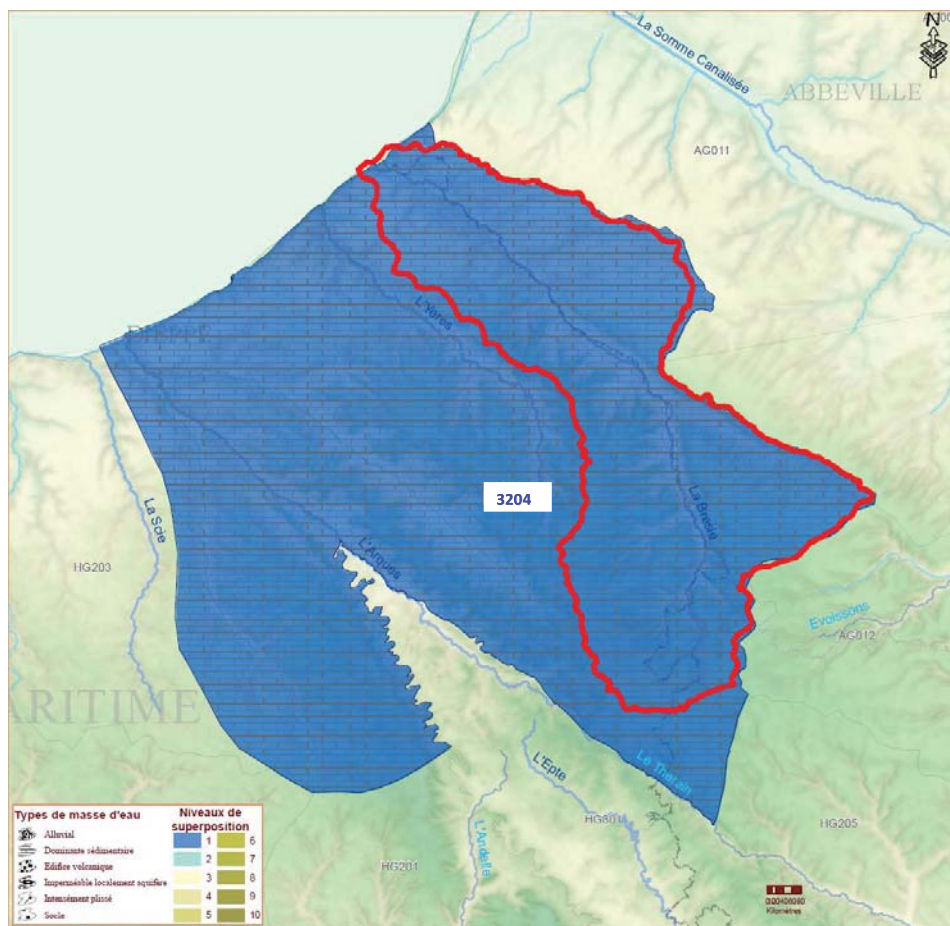 N
La Somme Canalisée
ABBEVILLE
AG011
L'Yères
DIEPPE
3204
La Bresle
La Scie
L'Arques
HG203
Evoissons
AG012
ARITIME
Le Thérain
L'Epte
HG801
HG205
L'Andelle
HG201
Types de masse d'eau
Alluvial
Dominante sédimentaire
Edifice volcanique
Imperméable localement aquifère
Intensément plissé
Socle
Niveaux de
superposition
1 6
2 7
3 8
4 9
5 10
Kilomètres